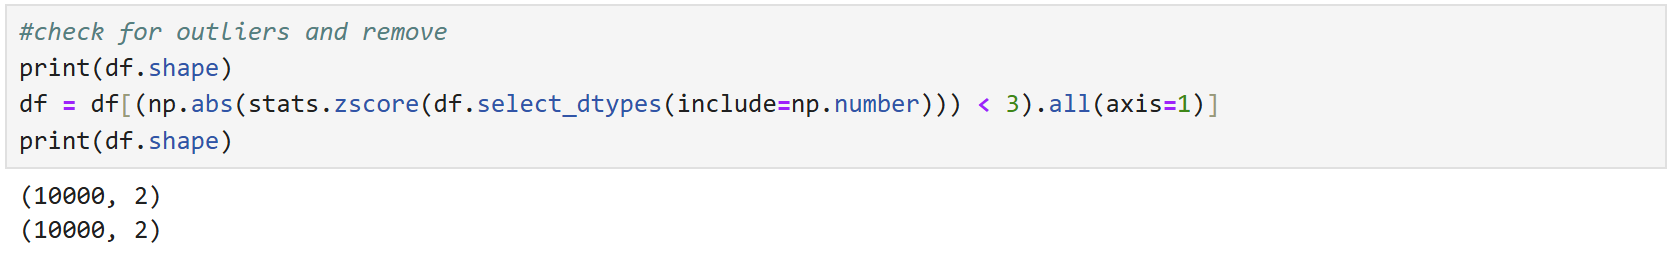 #check for outliers and remove
print(df.shape)
df = df[(np.abs(stats.zscore(df.select_dtypes(include=np.number))) < 3).all(axis=1)]
print(df.shape)
(10000, 2)
(10000, 2)